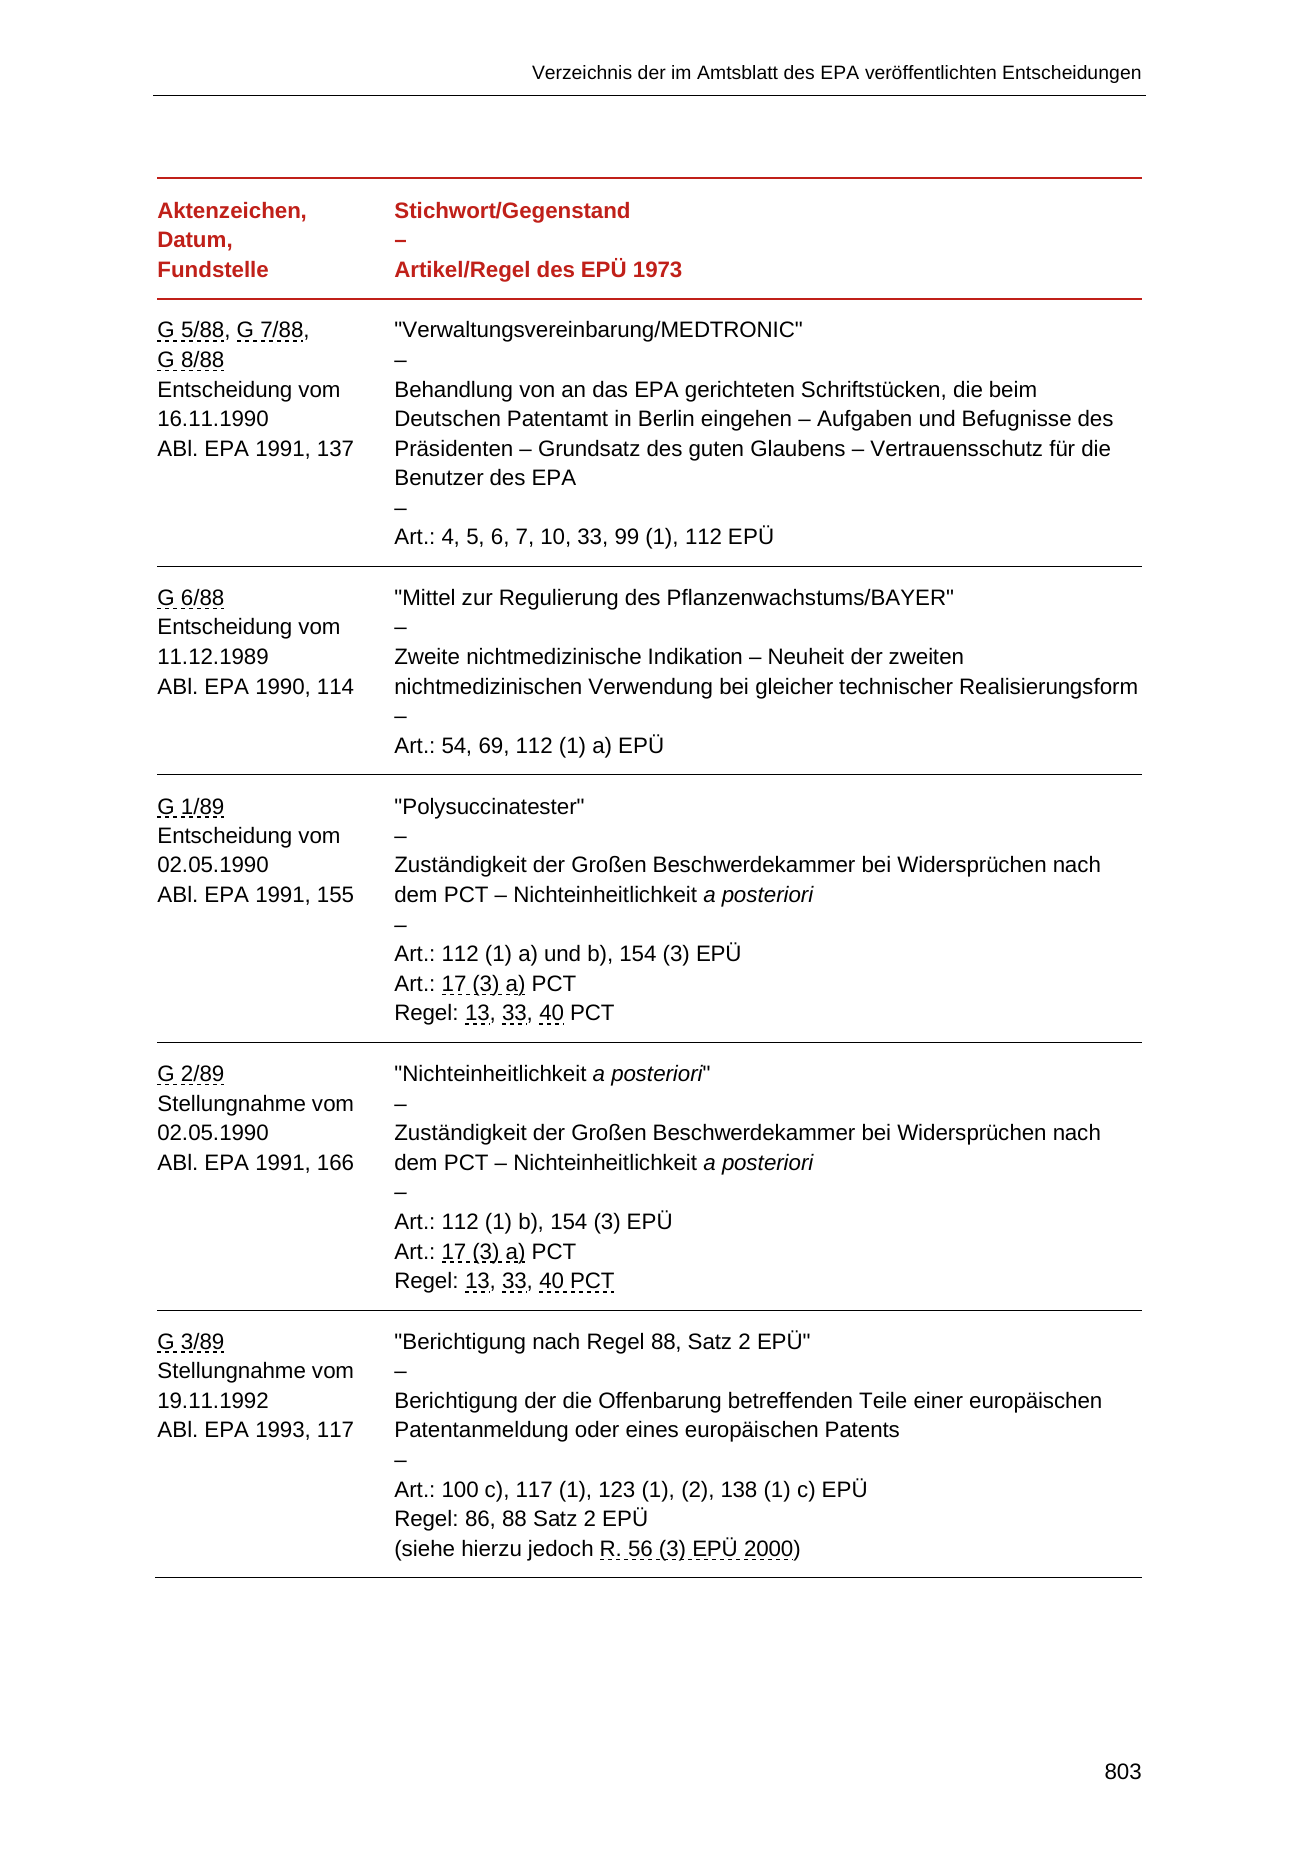 Verzeichnis der im Amtsblatt des EPA veröffentlichten Entscheidungen
Aktenzeichen,
Datum,
Fundstelle
Stichwort/Gegenstand
–
Artikel/Regel des EPÜ 1973
G 5/88, G 7/88,
G 8/88
Entscheidung vom
16.11.1990
ABl. EPA 1991, 137
"Verwaltungsvereinbarung/MEDTRONIC"
–
Behandlung von an das EPA gerichteten Schriftstücken, die beim
Deutschen Patentamt in Berlin eingehen – Aufgaben und Befugnisse des
Präsidenten – Grundsatz des guten Glaubens – Vertrauensschutz für die
Benutzer des EPA
–
Art.: 4, 5, 6, 7, 10, 33, 99 (1), 112 EPÜ
G 6/88
Entscheidung vom
11.12.1989
ABl. EPA 1990, 114
"Mittel zur Regulierung des Pflanzenwachstums/BAYER"
–
Zweite nichtmedizinische Indikation – Neuheit der zweiten
nichtmedizinischen Verwendung bei gleicher technischer Realisierungsform
–
Art.: 54, 69, 112 (1) a) EPÜ
G 1/89
Entscheidung vom
02.05.1990
ABl. EPA 1991, 155
"Polysuccinatester"
–
Zuständigkeit der Großen Beschwerdekammer bei Widersprüchen nach
dem PCT – Nichteinheitlichkeit a posteriori
–
Art.: 112 (1) a) und b), 154 (3) EPÜ
Art.: 17 (3) a) PCT
Regel: 13, 33, 40 PCT
G 2/89
Stellungnahme vom
02.05.1990
ABl. EPA 1991, 166
"Nichteinheitlichkeit a posteriori"
–
Zuständigkeit der Großen Beschwerdekammer bei Widersprüchen nach
dem PCT – Nichteinheitlichkeit a posteriori
–
Art.: 112 (1) b), 154 (3) EPÜ
Art.: 17 (3) a) PCT
Regel: 13, 33, 40 PCT
G 3/89
Stellungnahme vom
19.11.1992
ABl. EPA 1993, 117
"Berichtigung nach Regel 88, Satz 2 EPÜ"
–
Berichtigung der die Offenbarung betreffenden Teile einer europäischen
Patentanmeldung oder eines europäischen Patents
–
Art.: 100 c), 117 (1), 123 (1), (2), 138 (1) c) EPÜ
Regel: 86, 88 Satz 2 EPÜ
(siehe hierzu jedoch R. 56 (3) EPÜ 2000)
803